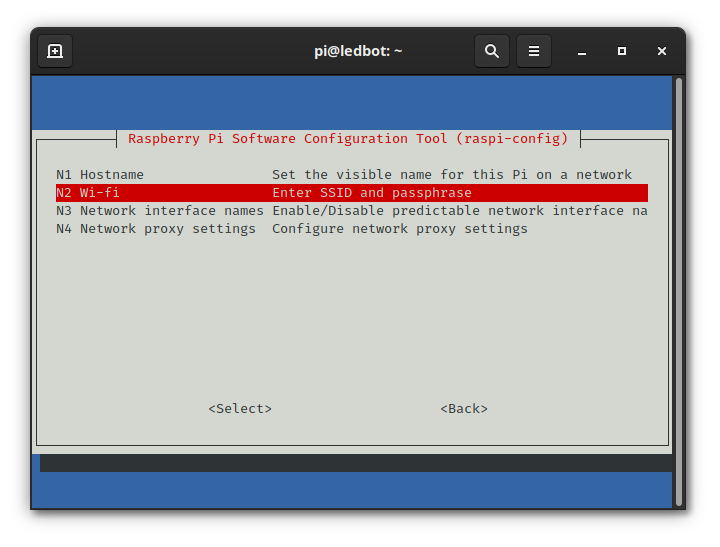 pi@ledbot: ~
Raspberry Pi Software Configuration Tool (raspi-config)
N1 Hostname Set the visible name for this Pi on a network
N2 Wi-fi Enter SSID and passphrase
N3 Network interface names Enable/Disable predictable network interface na
N4 Network proxy settings Configure network proxy settings
<Select> <Back>